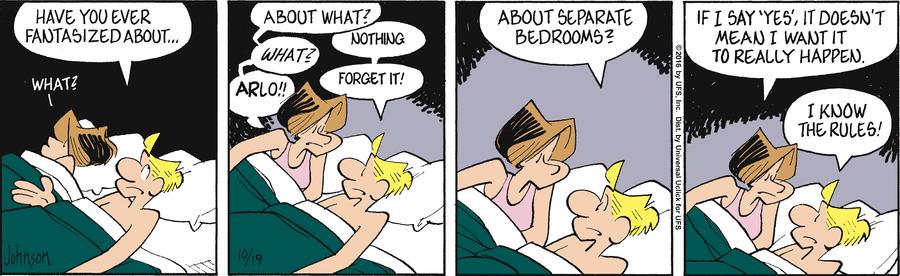 HAVE YOU EVER
FANTASIZED ABOUT...
WHAT?
Johnson
ABOUT WHAT?
NOTHING
WHAT?
FORGET IT!
ARLO!!
10/19
ABOUT SEPARATE
BEDROOMS?
©2016 by UFS, Inc. Dist. by Universal Uclick for UFS
IF I SAY 'YES', IT DOESN'T
MEAN I WANT IT
TO REALLY HAPPEN.
I KNOW
THE RULES!